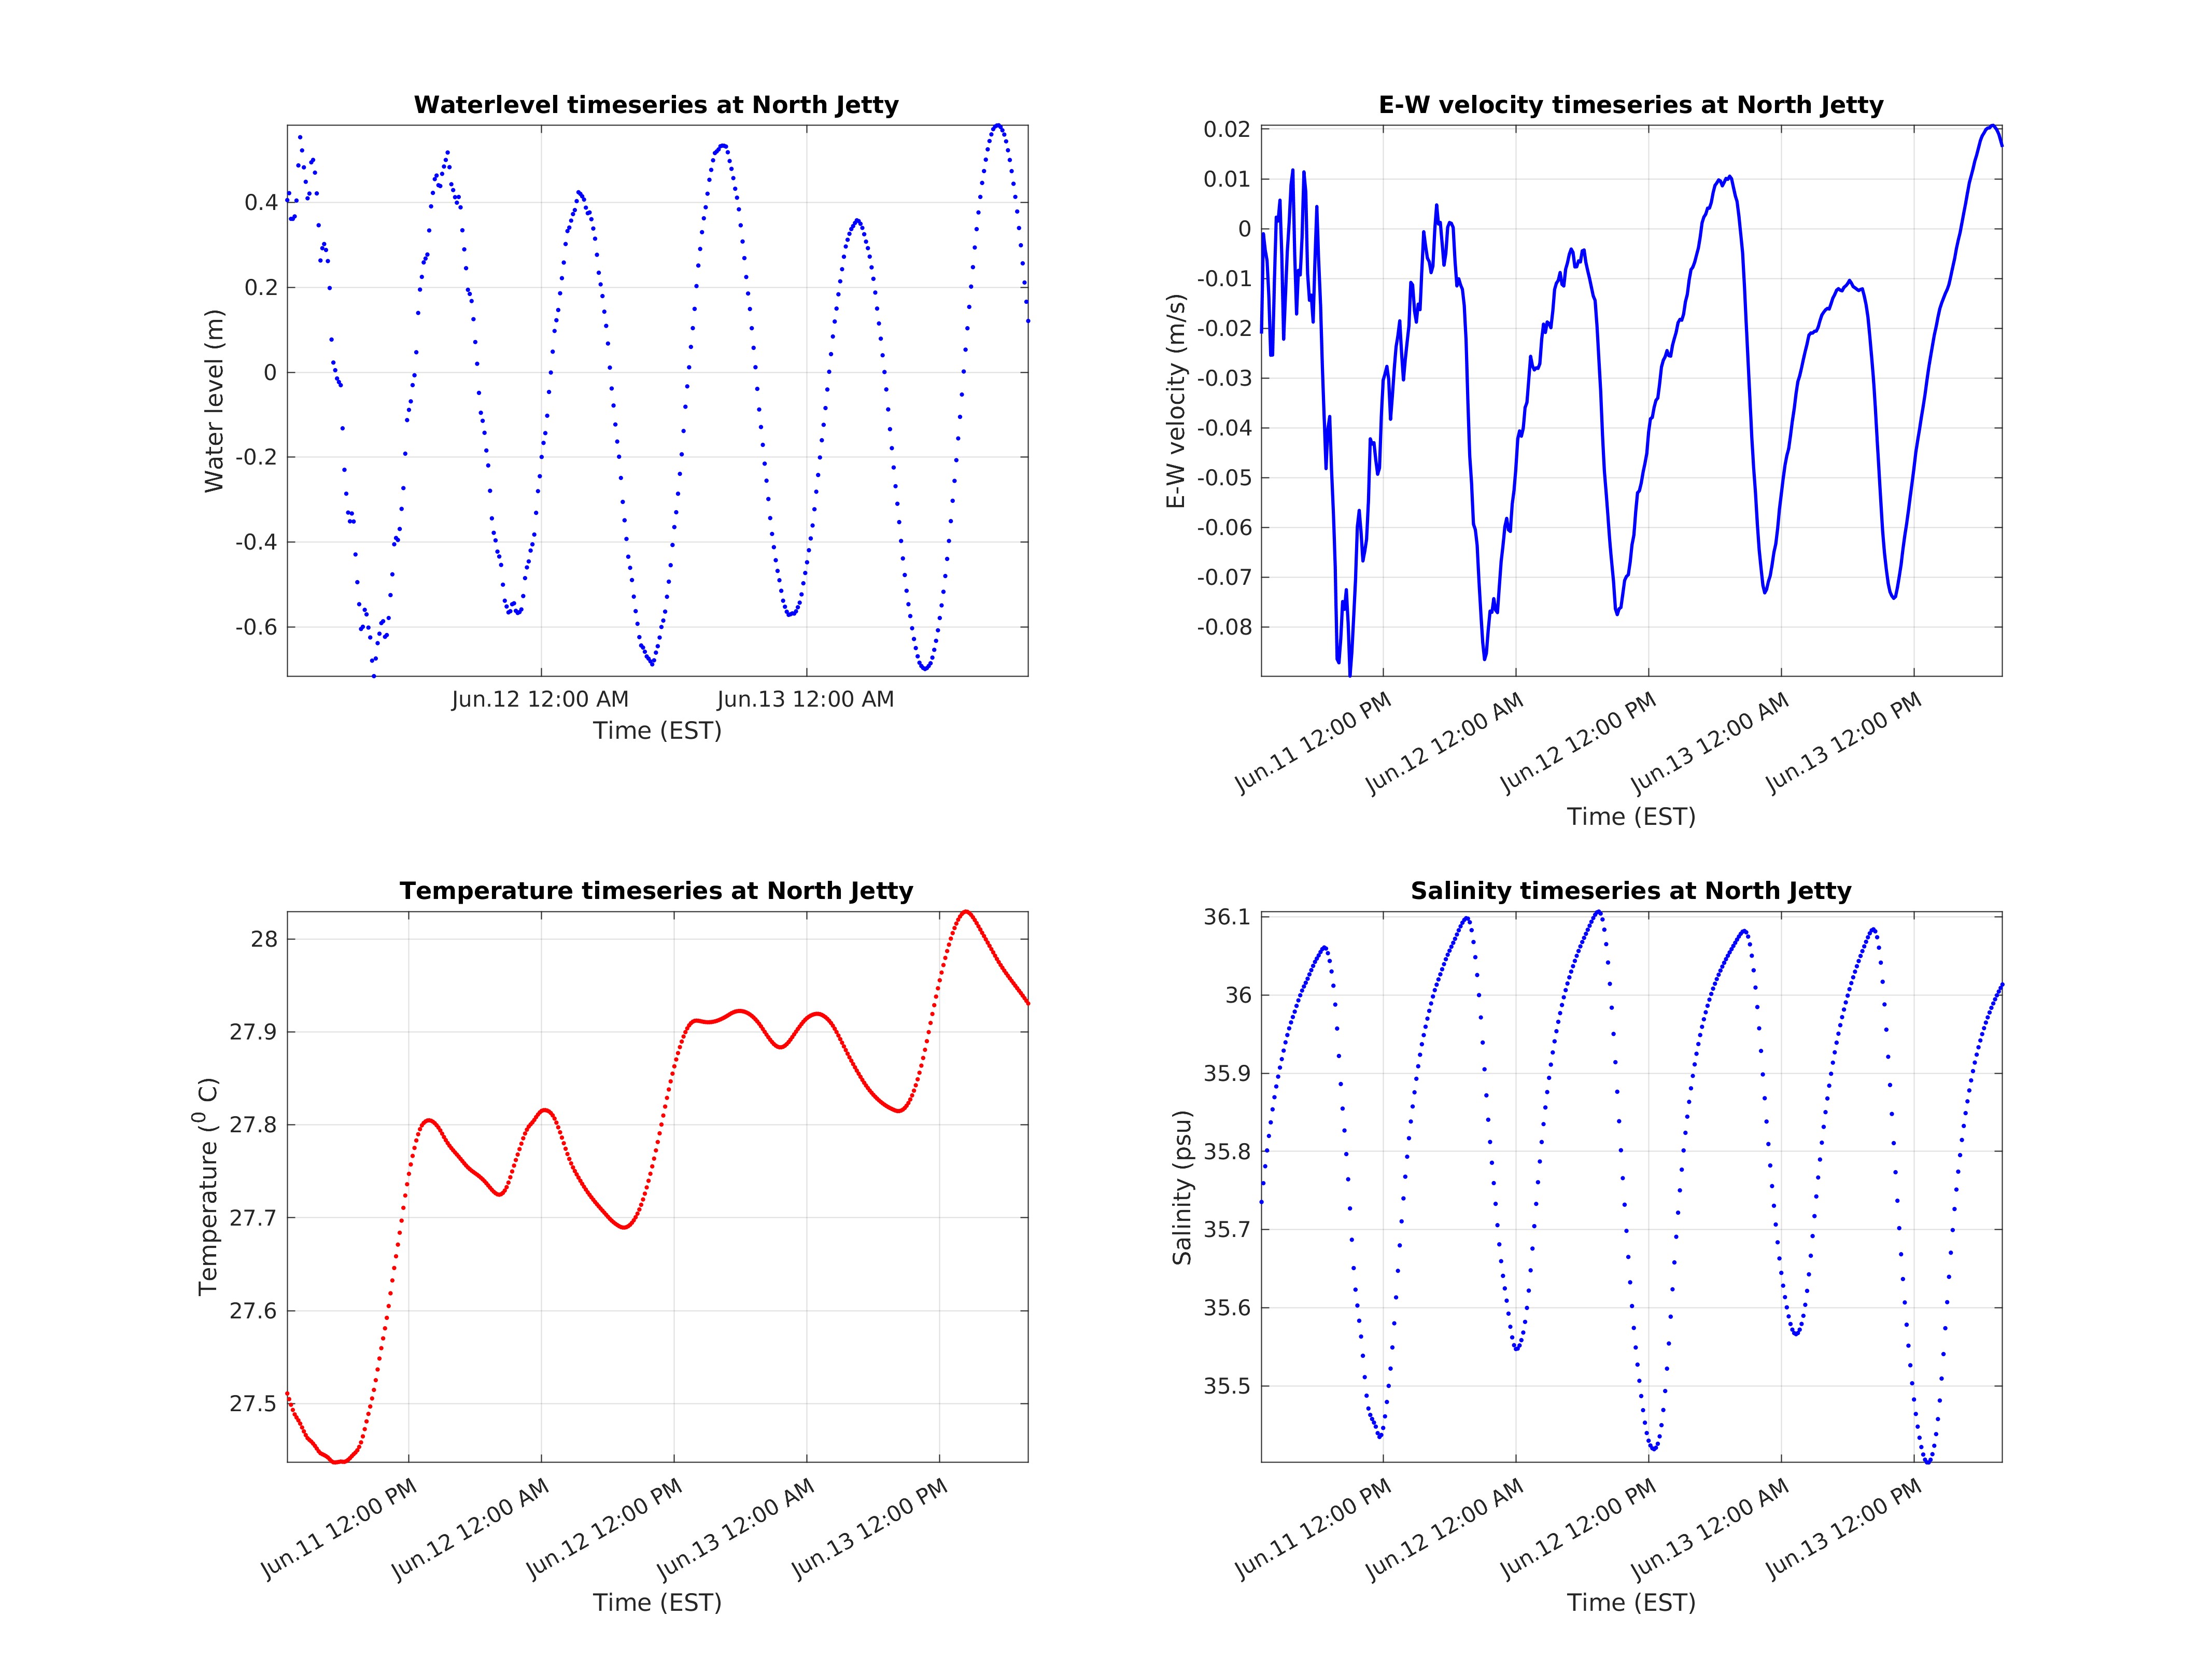 Waterlevel timeseries at North Jetty
Water level (m)
0.4
0.2
0
-0.2
-0.4
-0.6
Jun.12 12:00 AM
Jun.13 12:00 AM
Time (EST)
E-W velocity timeseries at North Jetty
E-W velocity (m/s)
0.02
0.01
0
-0.01
-0.02
-0.03
-0.04
-0.05
-0.06
-0.07
-0.08
Jun.11 12:00 PM
Jun.12 12:00 AM
Jun.12 12:00 PM
Jun.13 12:00 AM
Jun.13 12:00 PM
Time (EST)
Temperature timeseries at North Jetty
Temperature (⁰ C)
28
27.9
27.8
27.7
27.6
27.5
Jun.11 12:00 PM
Jun.12 12:00 AM
Jun.12 12:00 PM
Jun.13 12:00 AM
Jun.13 12:00 PM
Time (EST)
Salinity timeseries at North Jetty
Salinity (psu)
36.1
36
35.9
35.8
35.7
35.6
35.5
Jun.11 12:00 PM
Jun.12 12:00 AM
Jun.12 12:00 PM
Jun.13 12:00 AM
Jun.13 12:00 PM
Time (EST)